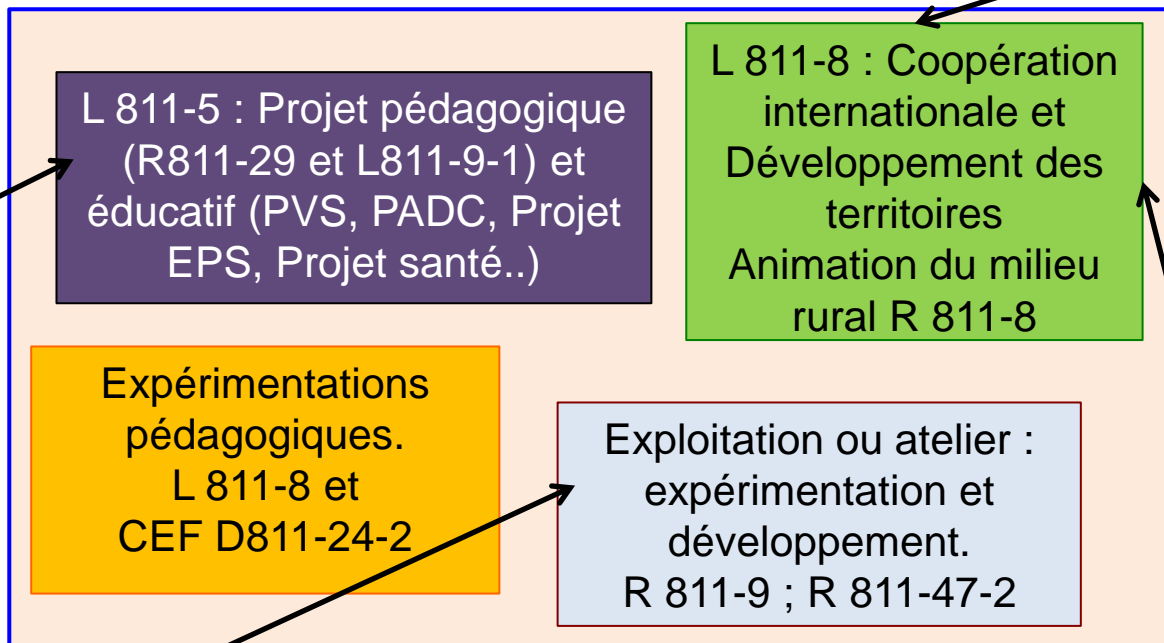 L 811-5 : Projet pédagogique
(R811-29 et L811-9-1) et
éducatif (PVS, PADC, Projet
EPS, Projet santé..)
L 811-8 : Coopération
internationale et
Développement des
territoires
Animation du milieu
rural R 811-8
Expérimentations
pédagogiques.
L 811-8 et
CEF D811-24-2
Exploitation ou atelier :
expérimentation et
développement.
R 811-9 ; R 811-47-2